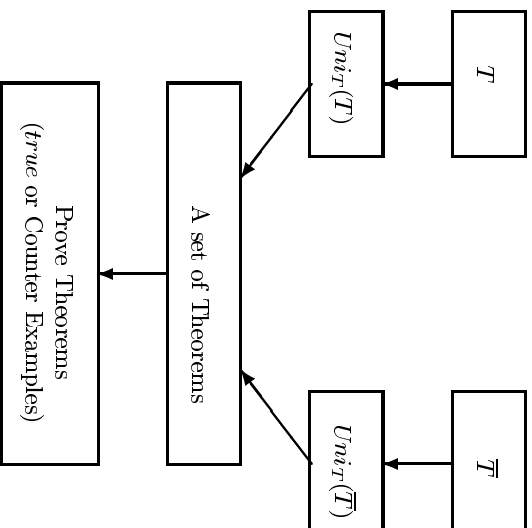 T
T̅
Uni_T(T)
Uni_T(T̅)
A set of Theorems
Prove Theorems
(true or Counter Examples)